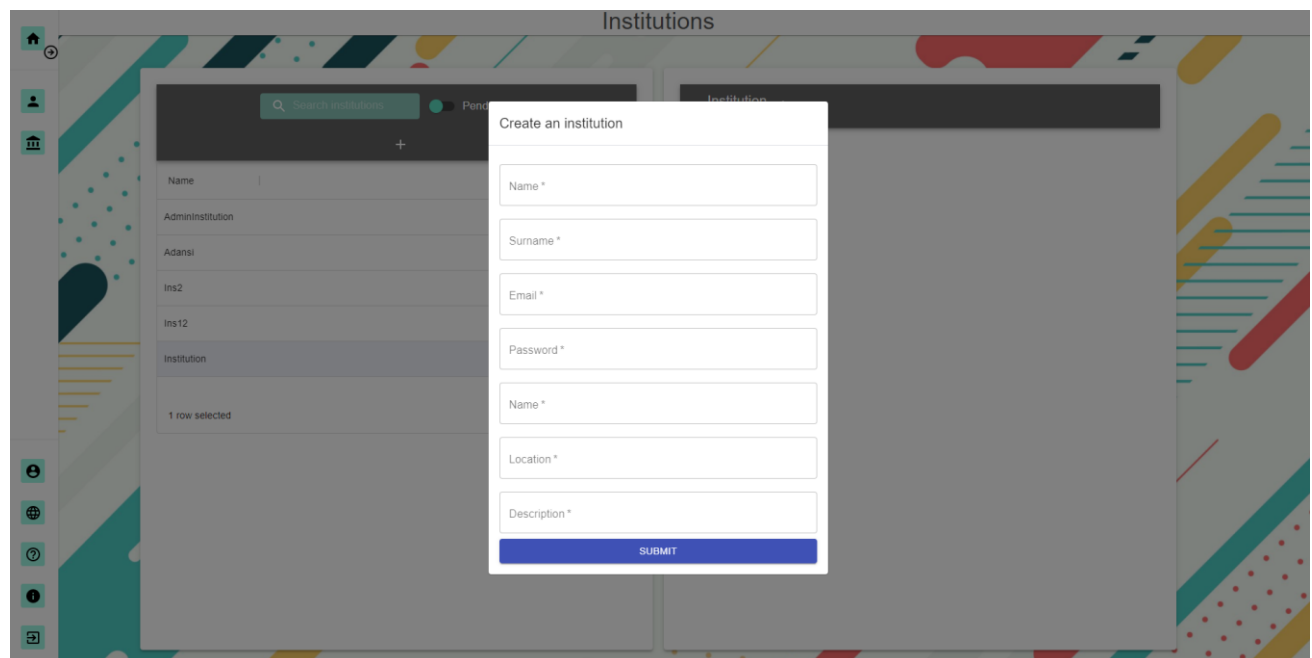 Institutions
Search institutions
Pend
Institution
Name
AdminInstitution
Adansi
Ins2
Ins12
Institution
1 row selected
Create an institution
Name *
Surname *
Email *
Password *
Name *
Location *
Description *
SUBMIT